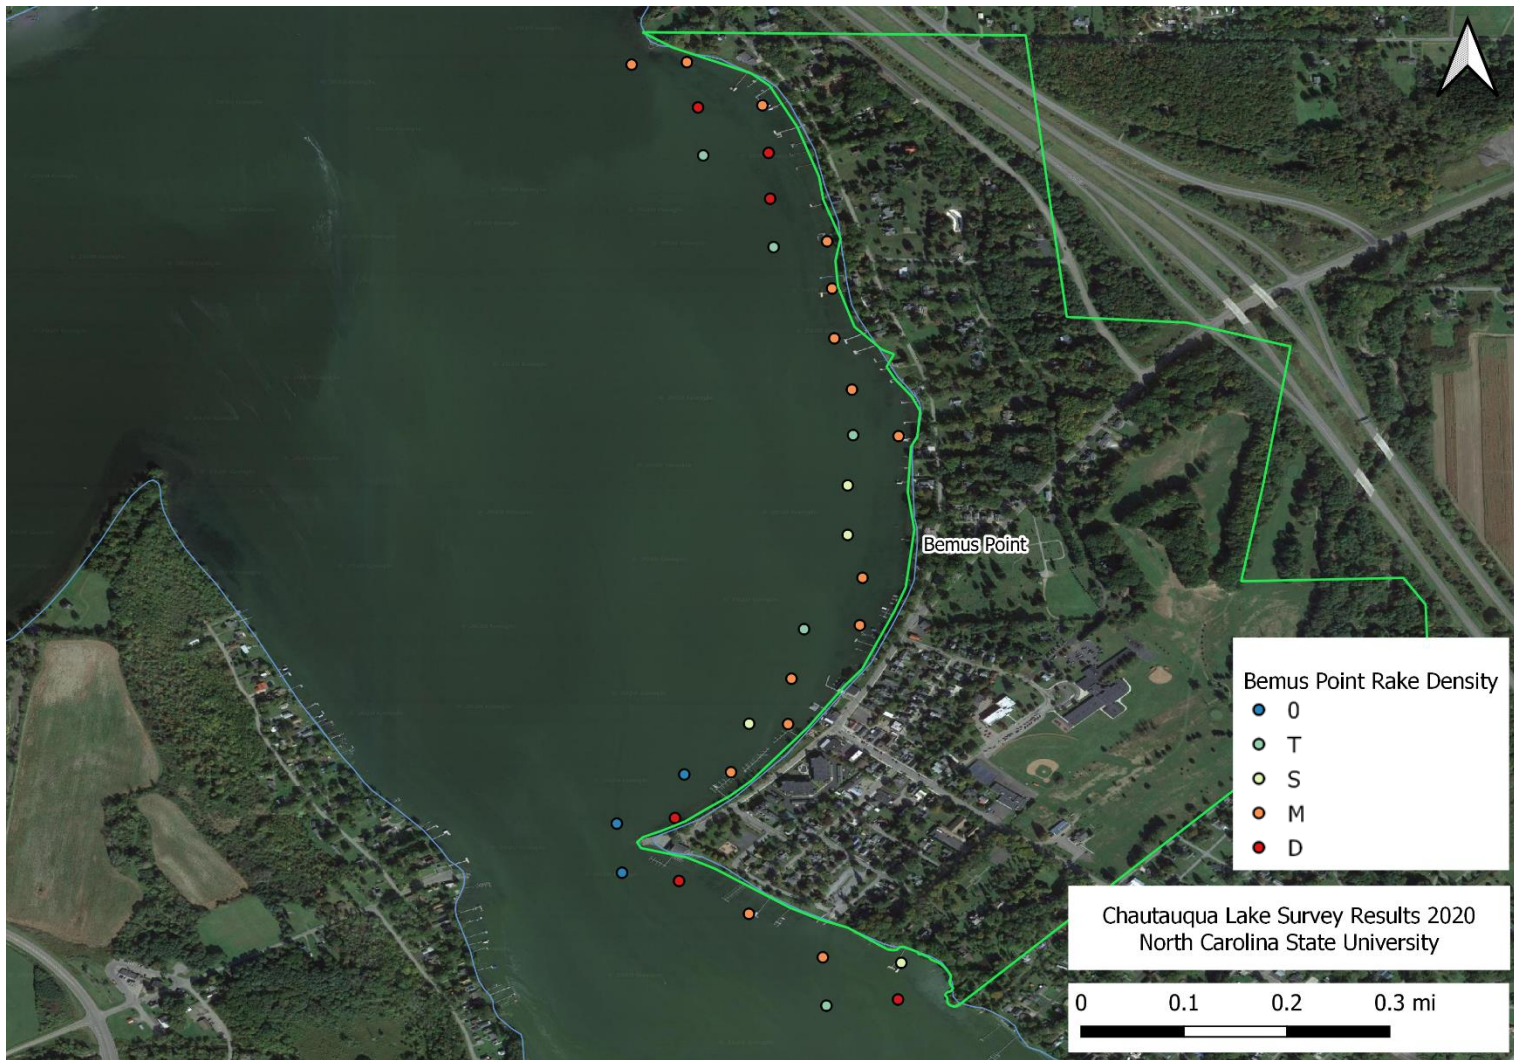 Bemus Point
Bemus Point Rake Density
0
T
S
M
D
Chautauqua Lake Survey Results 2020
North Carolina State University
0 0.1 0.2 0.3 mi